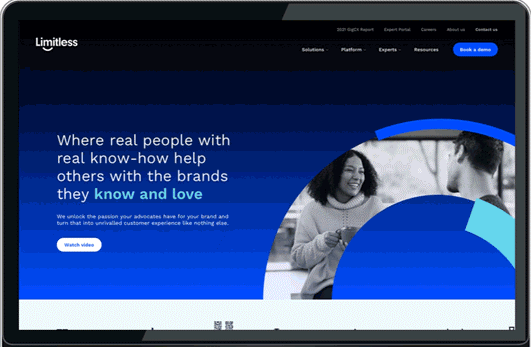 2021 GigCX Report Expert Portal Careers About us Contact us
Limitless
Solutions Platform Experts Resources Book a demo
Where real people with
real know-how help
others with the brands
they know and love
We unlock the passion your advocates have for your brand and
turn that into unrivalled customer experience like nothing else.
Watch video